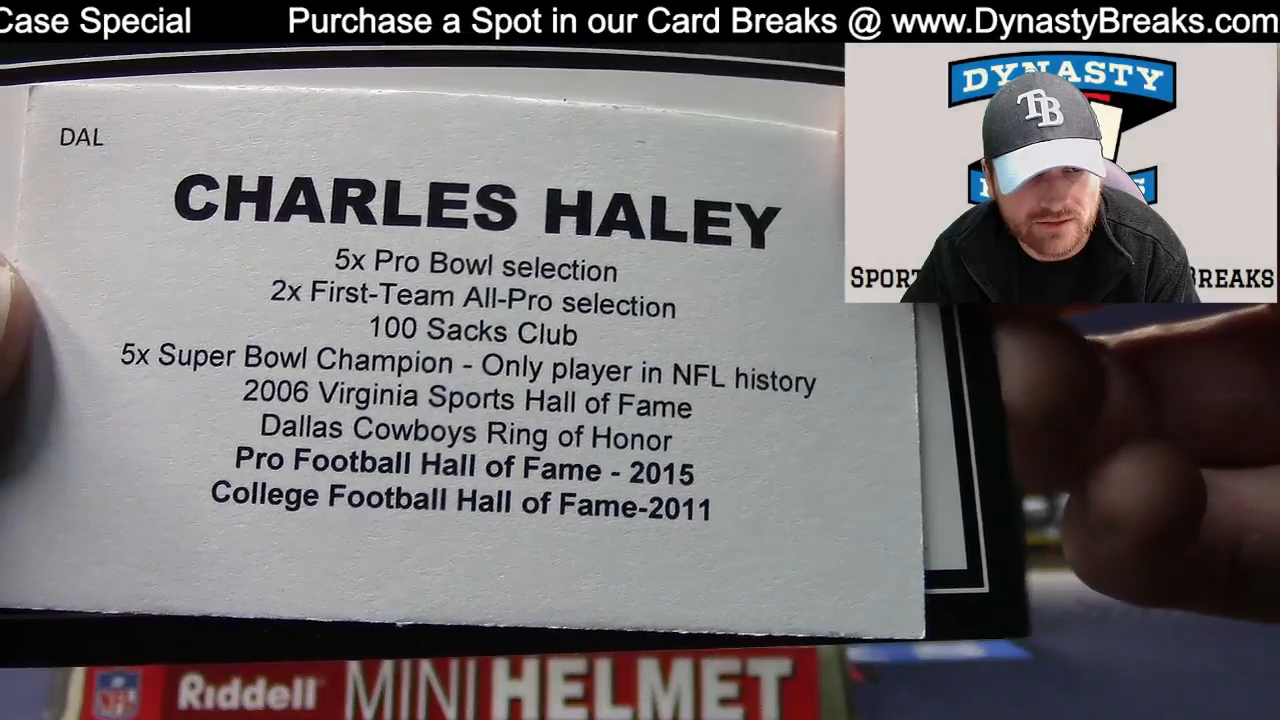 Case Special Purchase a Spot in our Card Breaks @ www.DynastyBreaks.com
DYNASTY
TB
SPORT
BREAKS
DAL
CHARLES HALEY
5x Pro Bowl selection
2x First-Team All-Pro selection
100 Sacks Club
5x Super Bowl Champion - Only player in NFL history
2006 Virginia Sports Hall of Fame
Dallas Cowboys Ring of Honor
Pro Football Hall of Fame - 2015
College Football Hall of Fame-2011
NFL
Riddell MINI HELMET